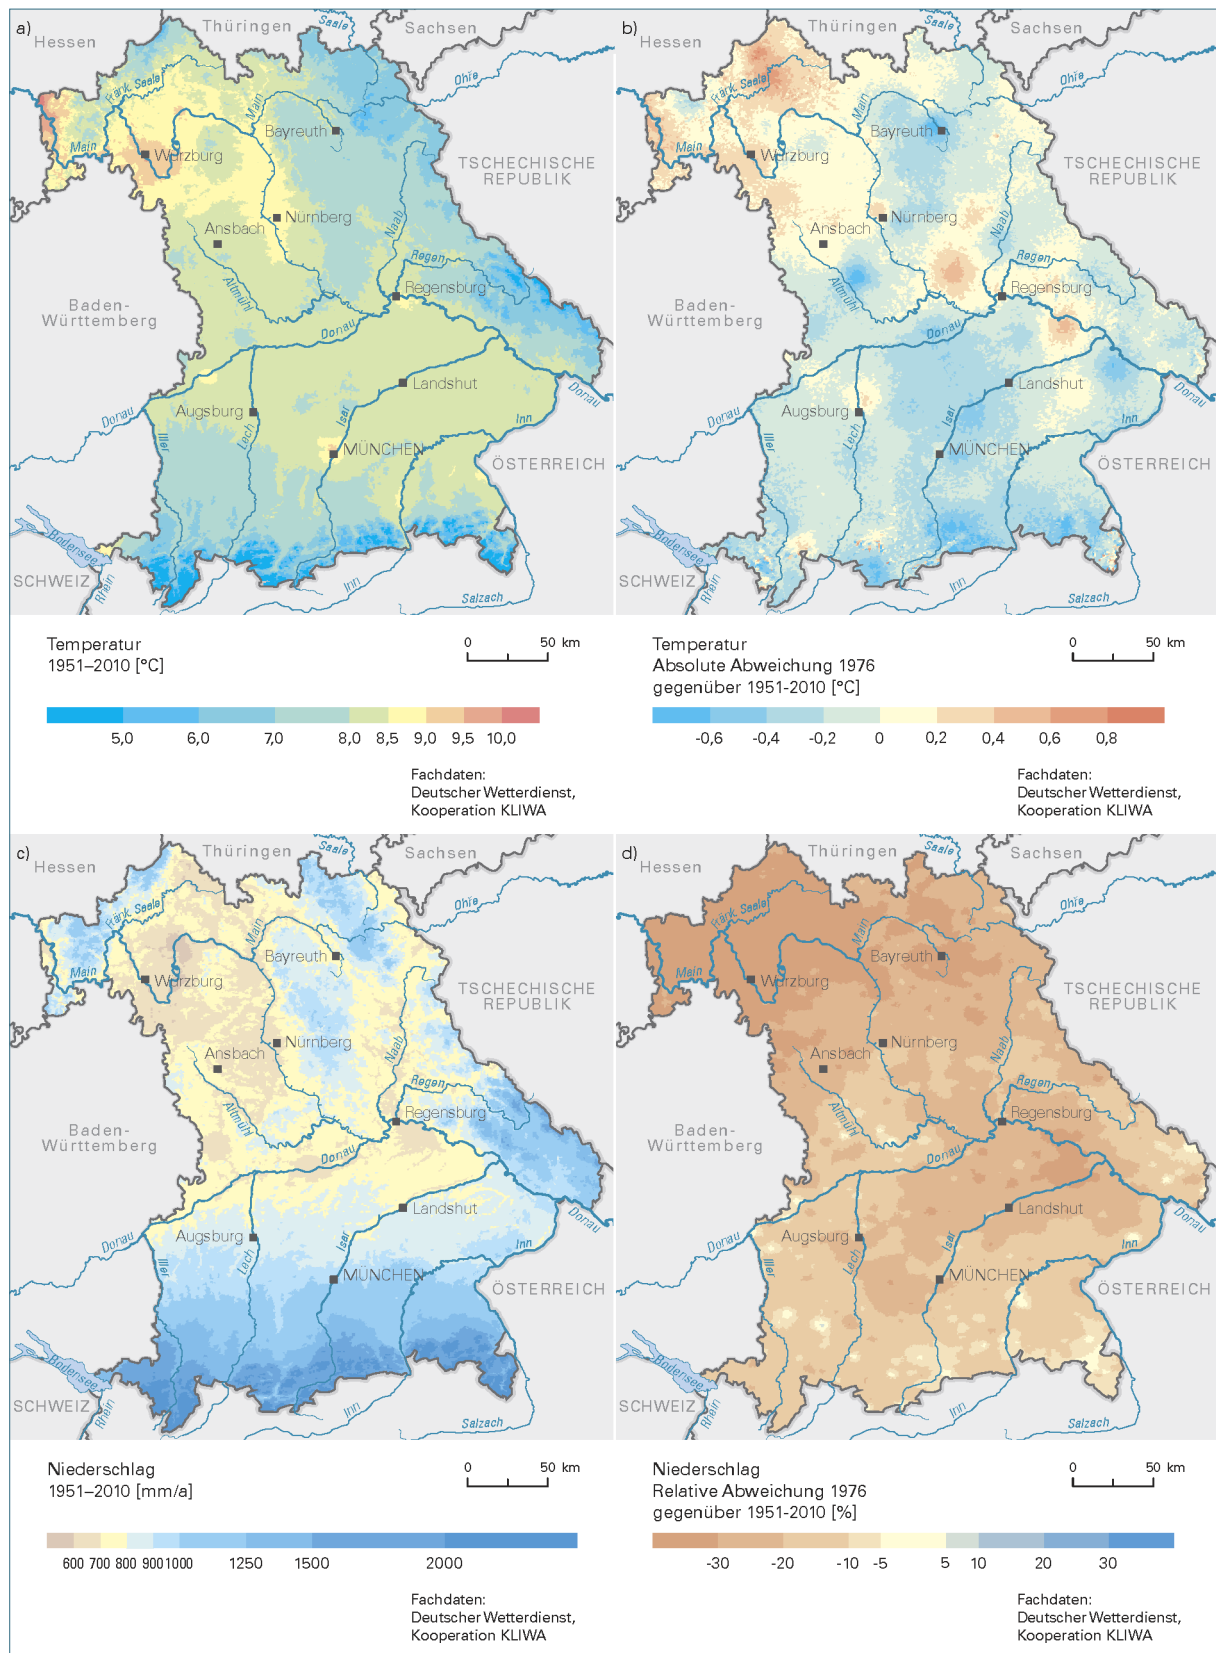 a)
Hessen
Thüringen
Saale
Sachsen
Ohře
Fränk. Saale
Main
Main
Bayreuth
Würzburg
TSCHECHISCHE
REPUBLIK
Nürnberg
Naab
Ansbach
Regen
Altmühl
Regensburg
Baden-
Württemberg
Donau
Landshut
Augsburg
Isar
Inn
Donau
Donau
Iller
Lech
MÜNCHEN
ÖSTERREICH
Bodensee
SCHWEIZ
Rhein
Inn
Salzach
Temperatur
1951–2010 [°C]
0 50 km
5,0 6,0 7,0 8,0 8,5 9,0 9,5 10,0
Fachdaten:
Deutscher Wetterdienst,
Kooperation KLIWA
b)
Hessen
Thüringen
Saale
Sachsen
Ohře
Fränk. Saale
Main
Main
Bayreuth
Würzburg
TSCHECHISCHE
REPUBLIK
Nürnberg
Naab
Ansbach
Regen
Altmühl
Regensburg
Baden-
Württemberg
Donau
Landshut
Augsburg
Isar
Inn
Donau
Donau
Iller
Lech
MÜNCHEN
ÖSTERREICH
Bodensee
SCHWEIZ
Rhein
Inn
Salzach
Temperatur
Absolute Abweichung 1976
gegenüber 1951-2010 [°C]
0 50 km
-0,6 -0,4 -0,2 0 0,2 0,4 0,6 0,8
Fachdaten:
Deutscher Wetterdienst,
Kooperation KLIWA
c)
Hessen
Thüringen
Saale
Sachsen
Ohře
Fränk. Saale
Main
Main
Bayreuth
Würzburg
TSCHECHISCHE
REPUBLIK
Nürnberg
Naab
Ansbach
Regen
Altmühl
Regensburg
Baden-
Württemberg
Donau
Landshut
Augsburg
Isar
Inn
Donau
Donau
Iller
Lech
MÜNCHEN
ÖSTERREICH
Bodensee
SCHWEIZ
Rhein
Inn
Salzach
Niederschlag
1951–2010 [mm/a]
0 50 km
600 700 800 900 1000 1250 1500 2000
Fachdaten:
Deutscher Wetterdienst,
Kooperation KLIWA
d)
Hessen
Thüringen
Saale
Sachsen
Ohře
Fränk. Saale
Main
Main
Bayreuth
Würzburg
TSCHECHISCHE
REPUBLIK
Nürnberg
Naab
Ansbach
Regen
Altmühl
Regensburg
Baden-
Württemberg
Donau
Landshut
Augsburg
Isar
Inn
Donau
Donau
Iller
Lech
MÜNCHEN
ÖSTERREICH
Bodensee
SCHWEIZ
Rhein
Inn
Salzach
Niederschlag
Relative Abweichung 1976
gegenüber 1951-2010 [%]
0 50 km
-30 -20 -10 -5 5 10 20 30
Fachdaten:
Deutscher Wetterdienst,
Kooperation KLIWA